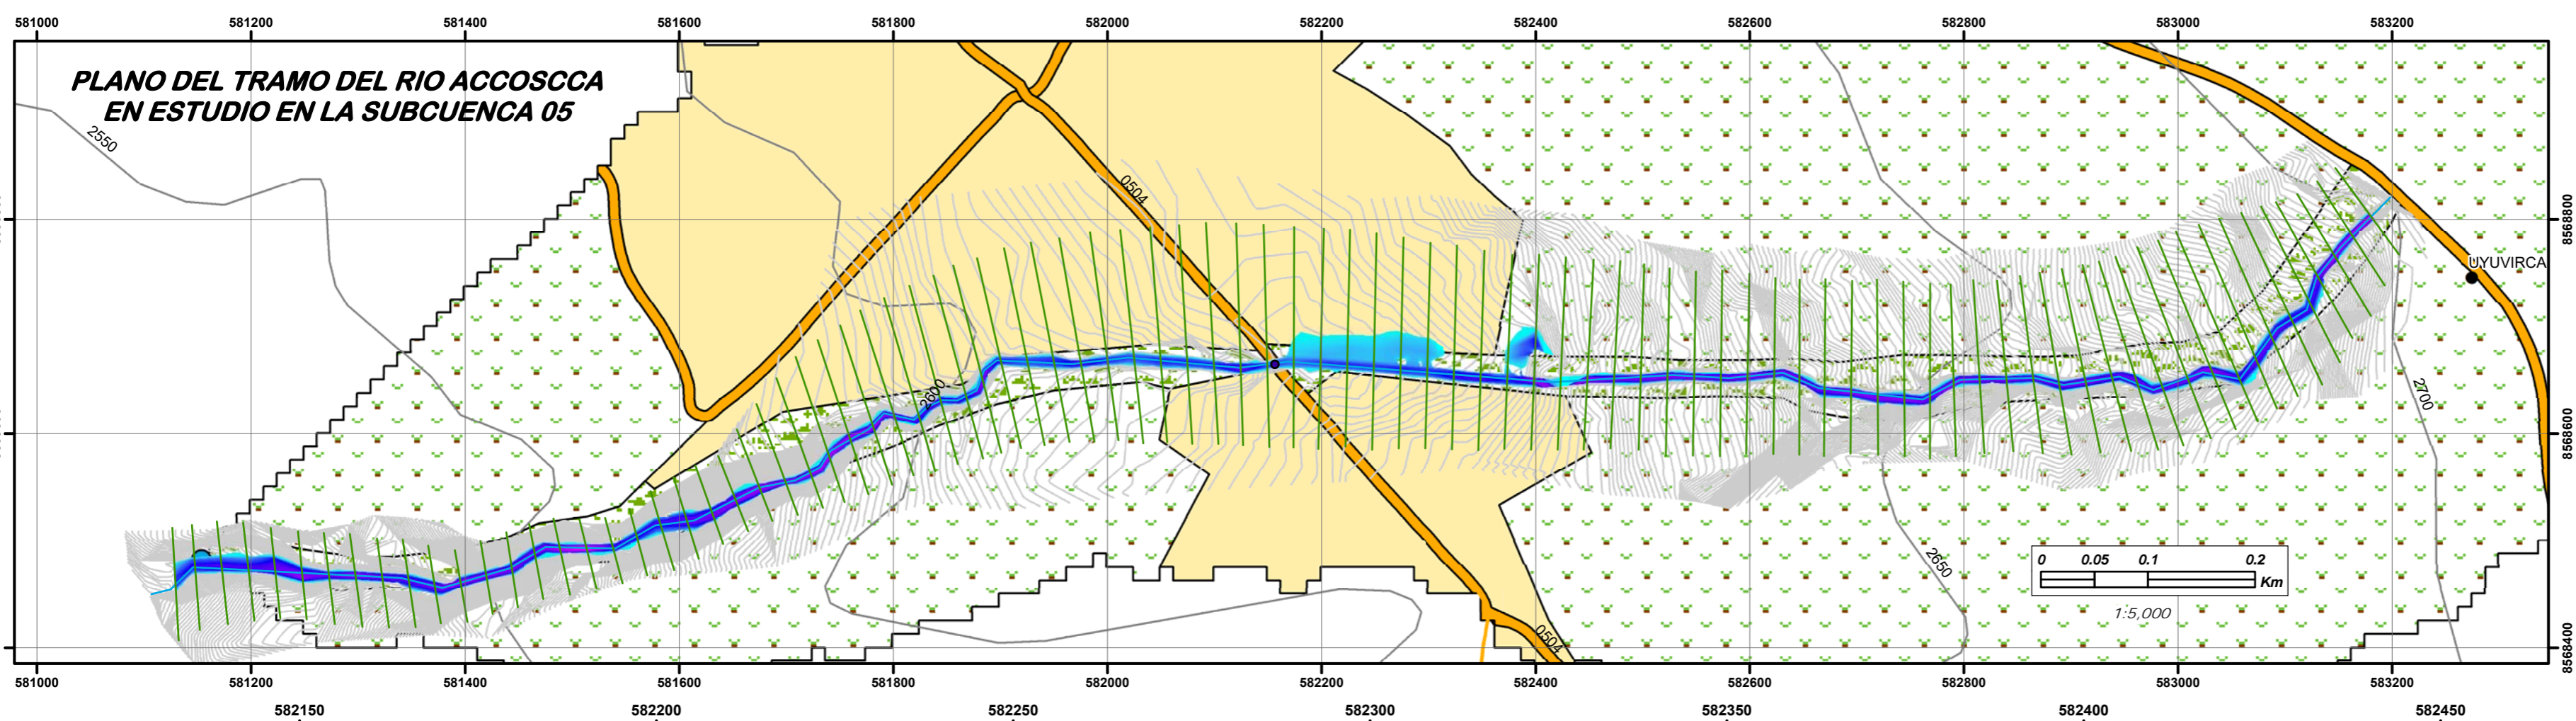 581000 581200 581400 581600 581800 582000 582200 582400 582600 582800 583000 583200
PLANO DEL TRAMO DEL RIO ACCOSCCA
EN ESTUDIO EN LA SUBCUENCA 05
2550
0504
8568800
UYUVIRCA
2600
2700
8568600
2650
0 0.05 0.1 0.2
Km
1:5,000
0504
8568400
581000 581200 581400 581600 581800 582000 582200 582400 582600 582800 583000 583200
582150 582200 582250 582300 582350 582400 582450